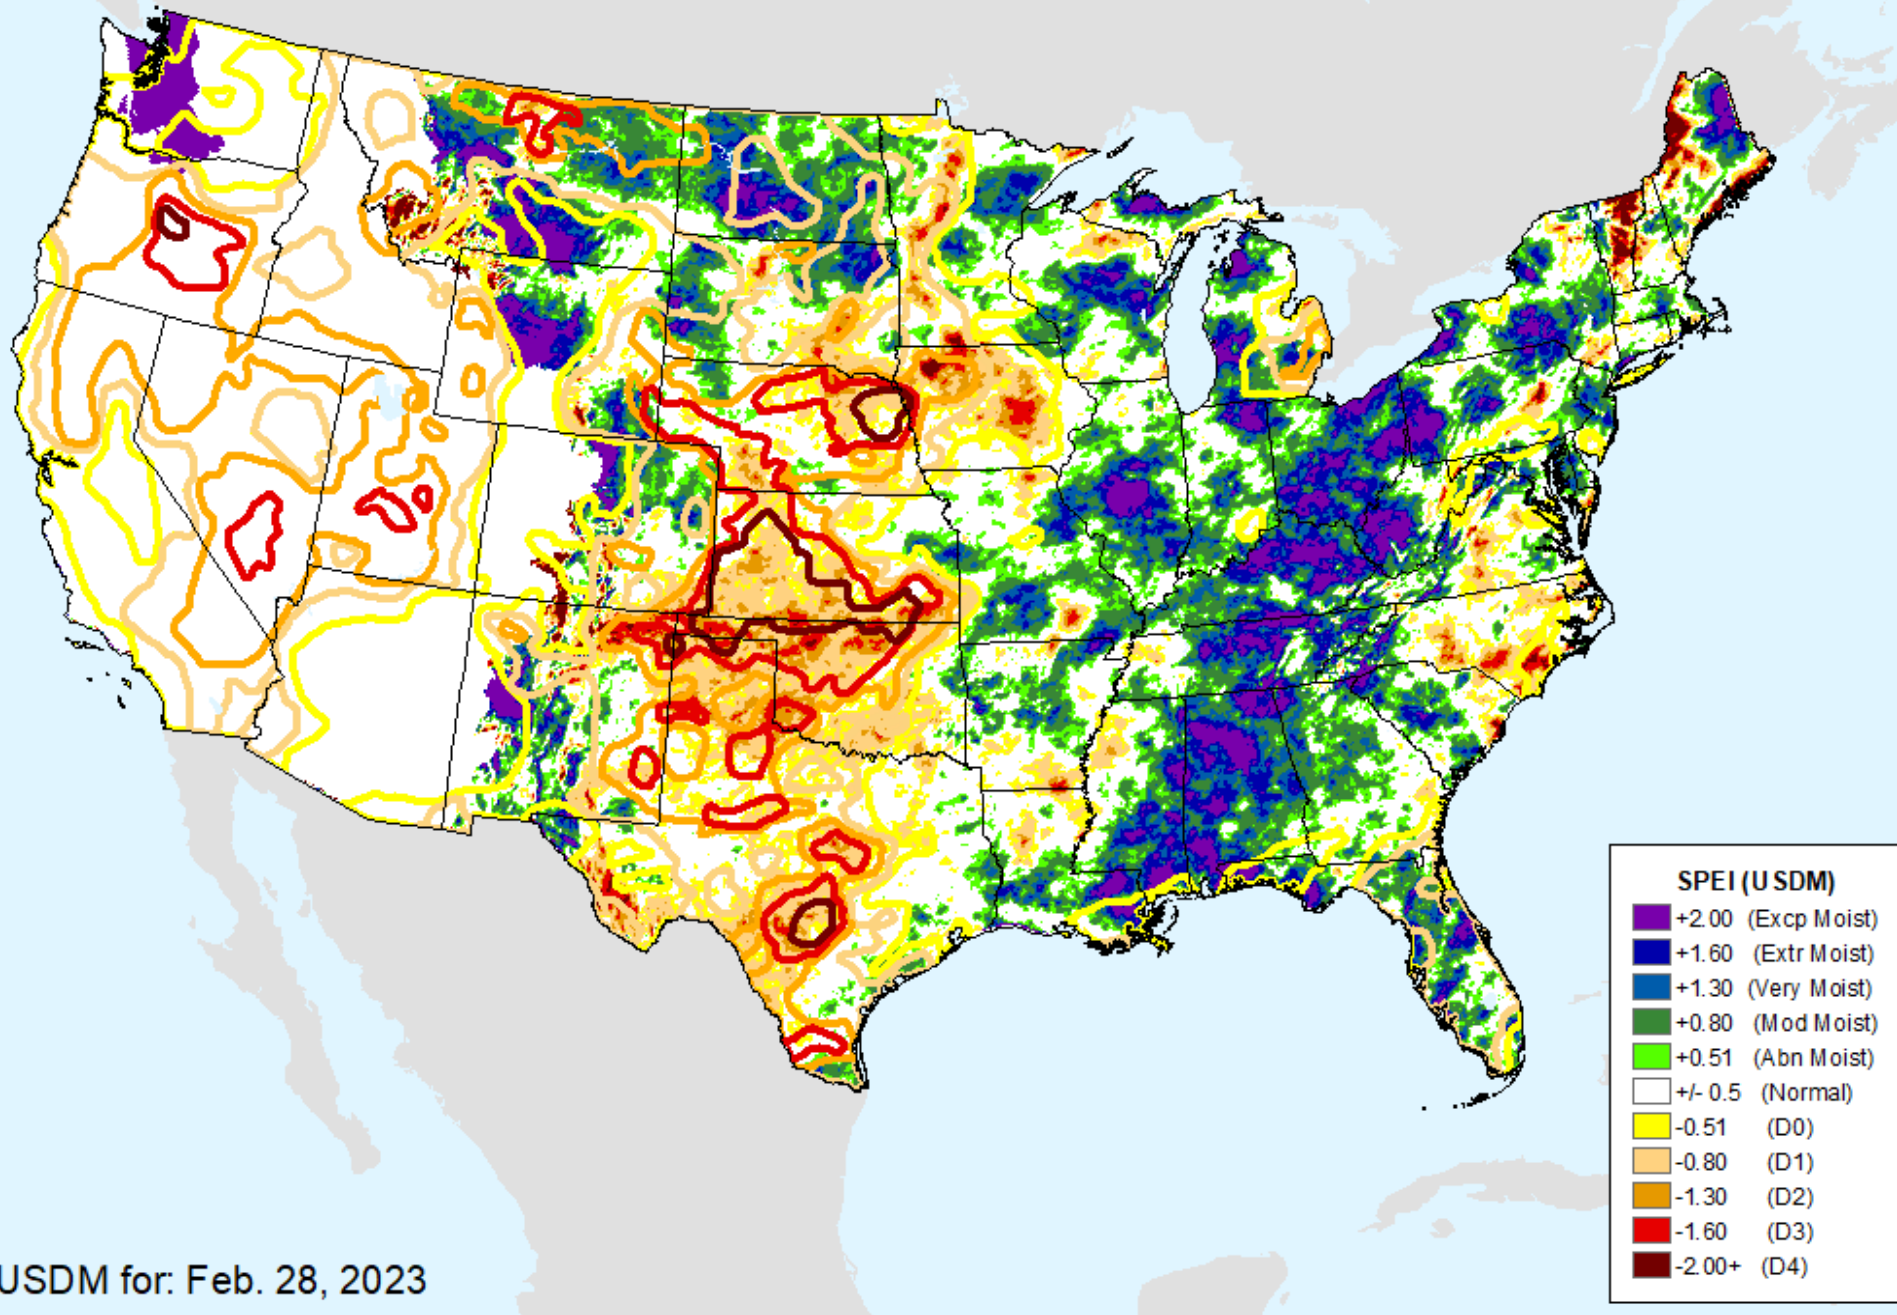 SPEI (USDM)
+2.00 (Excp Moist)
+1.60 (Extr Moist)
+1.30 (Very Moist)
+0.80 (Mod Moist)
+0.51 (Abn Moist)
+/- 0.5 (Normal)
-0.51 (D0)
-0.80 (D1)
-1.30 (D2)
-1.60 (D3)
-2.00+ (D4)
USDM for: Feb. 28, 2023